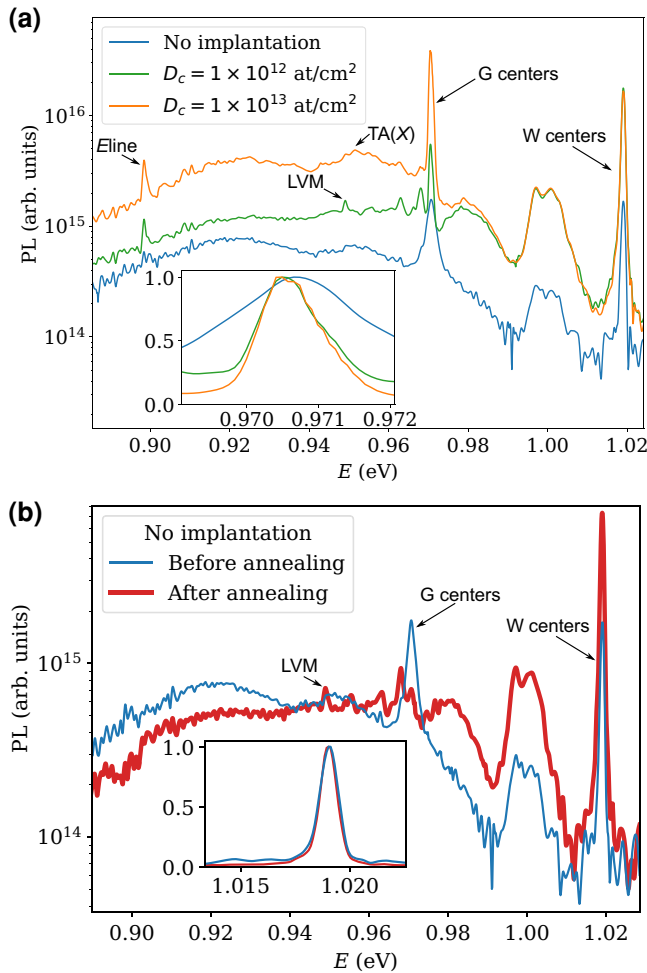 (a)
No implantation
D_c = 1 × 10^12 at/cm^2
D_c = 1 × 10^13 at/cm^2
G centers
W centers
Eline
TA(X)
LVM
PL (arb. units)
10^16
10^15
10^14
1.0
0.5
0.0
0.970 0.971 0.972
0.90 0.92 0.94 0.96 0.98 1.00 1.02
E (eV)
(b)
No implantation
Before annealing
After annealing
G centers
W centers
LVM
PL (arb. units)
10^15
10^14
1.0
0.5
0.0
1.015 1.020
0.90 0.92 0.94 0.96 0.98 1.00 1.02
E (eV)